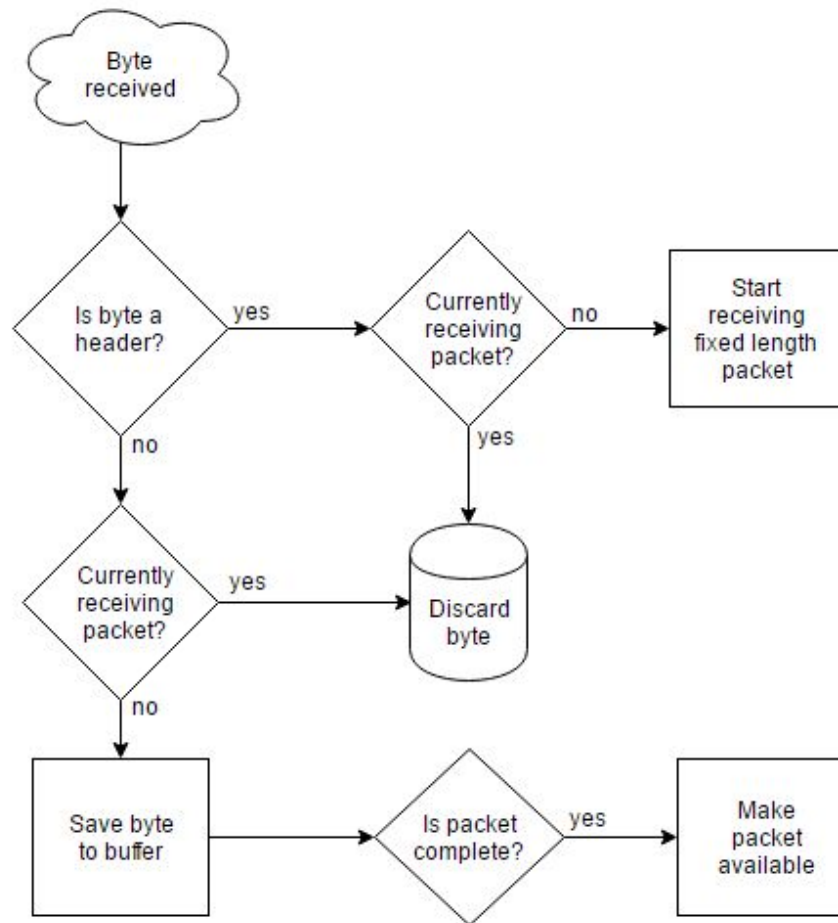 Byte
received
Is byte a
header?
yes
Currently
receiving
packet?
no
Start
receiving
fixed length
packet
no
yes
Currently
receiving
packet?
yes
Discard
byte
no
Save byte
to buffer
Is packet
complete?
yes
Make
packet
available